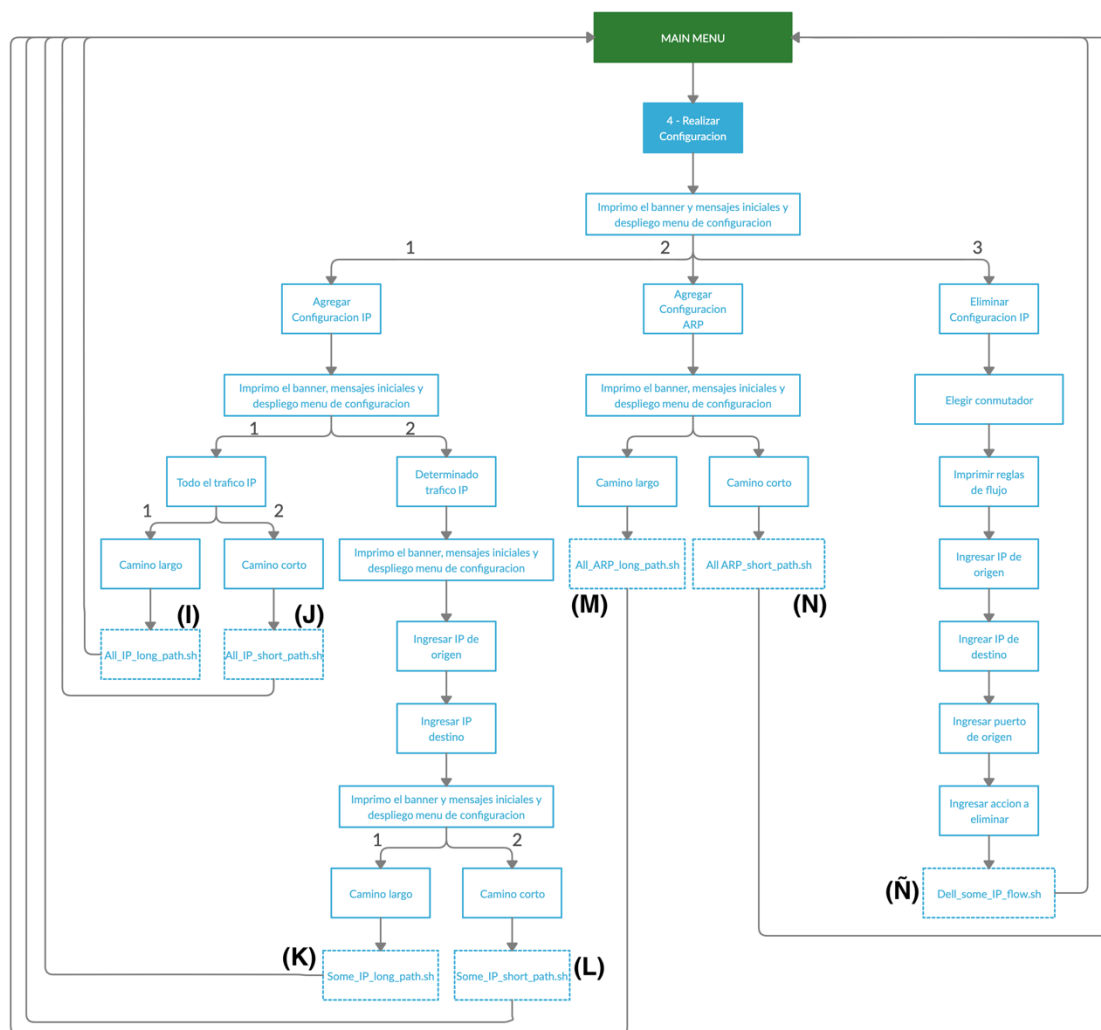 MAIN MENU
4 - Realizar
Configuracion
Imprimo el banner y mensajes iniciales y
despliego menu de configuracion
1
2
3
Agregar
Configuracion IP
Agregar
Configuracion
ARP
Eliminar
Configuracion IP
Imprimo el banner, mensajes iniciales y
despliego menu de configuracion
Imprimo el banner, mensajes iniciales y
despliego menu de configuracion
Elegir conmutador
1
2
Todo el trafico IP
Determinado
trafico IP
Camino largo
Camino corto
Imprimir reglas
de flujo
1
2
Camino largo
Camino corto
Imprimo el banner, mensajes iniciales y
despliego menu de configuracion
All_ARP_long_path.sh
All ARP_short_path.sh
Ingresar IP de
origen
(I)
(J)
(M)
(N)
All_IP_long_path.sh
All_IP_short_path.sh
Ingresar IP de
origen
Ingrear IP de
destino
Ingresar IP
destino
Ingresar puerto
de origen
Imprimo el banner y mensajes iniciales y
despliego menu de configuracion
Ingresar accion a
eliminar
1
2
Camino largo
Camino corto
(Ñ)
Dell_some_IP_flow.sh
(K)
Some_IP_long_path.sh
Some_IP_short_path.sh
(L)